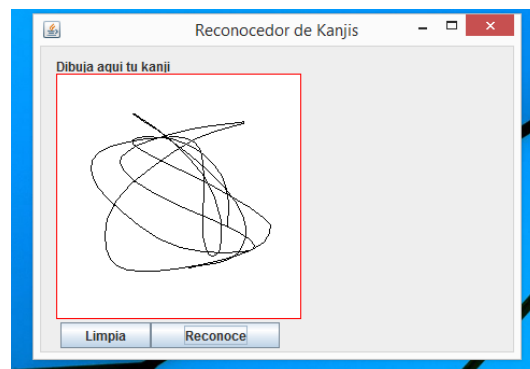 Reconocedor de Kanjis
Dibuja aqui tu kanji
Limpia
Reconoce